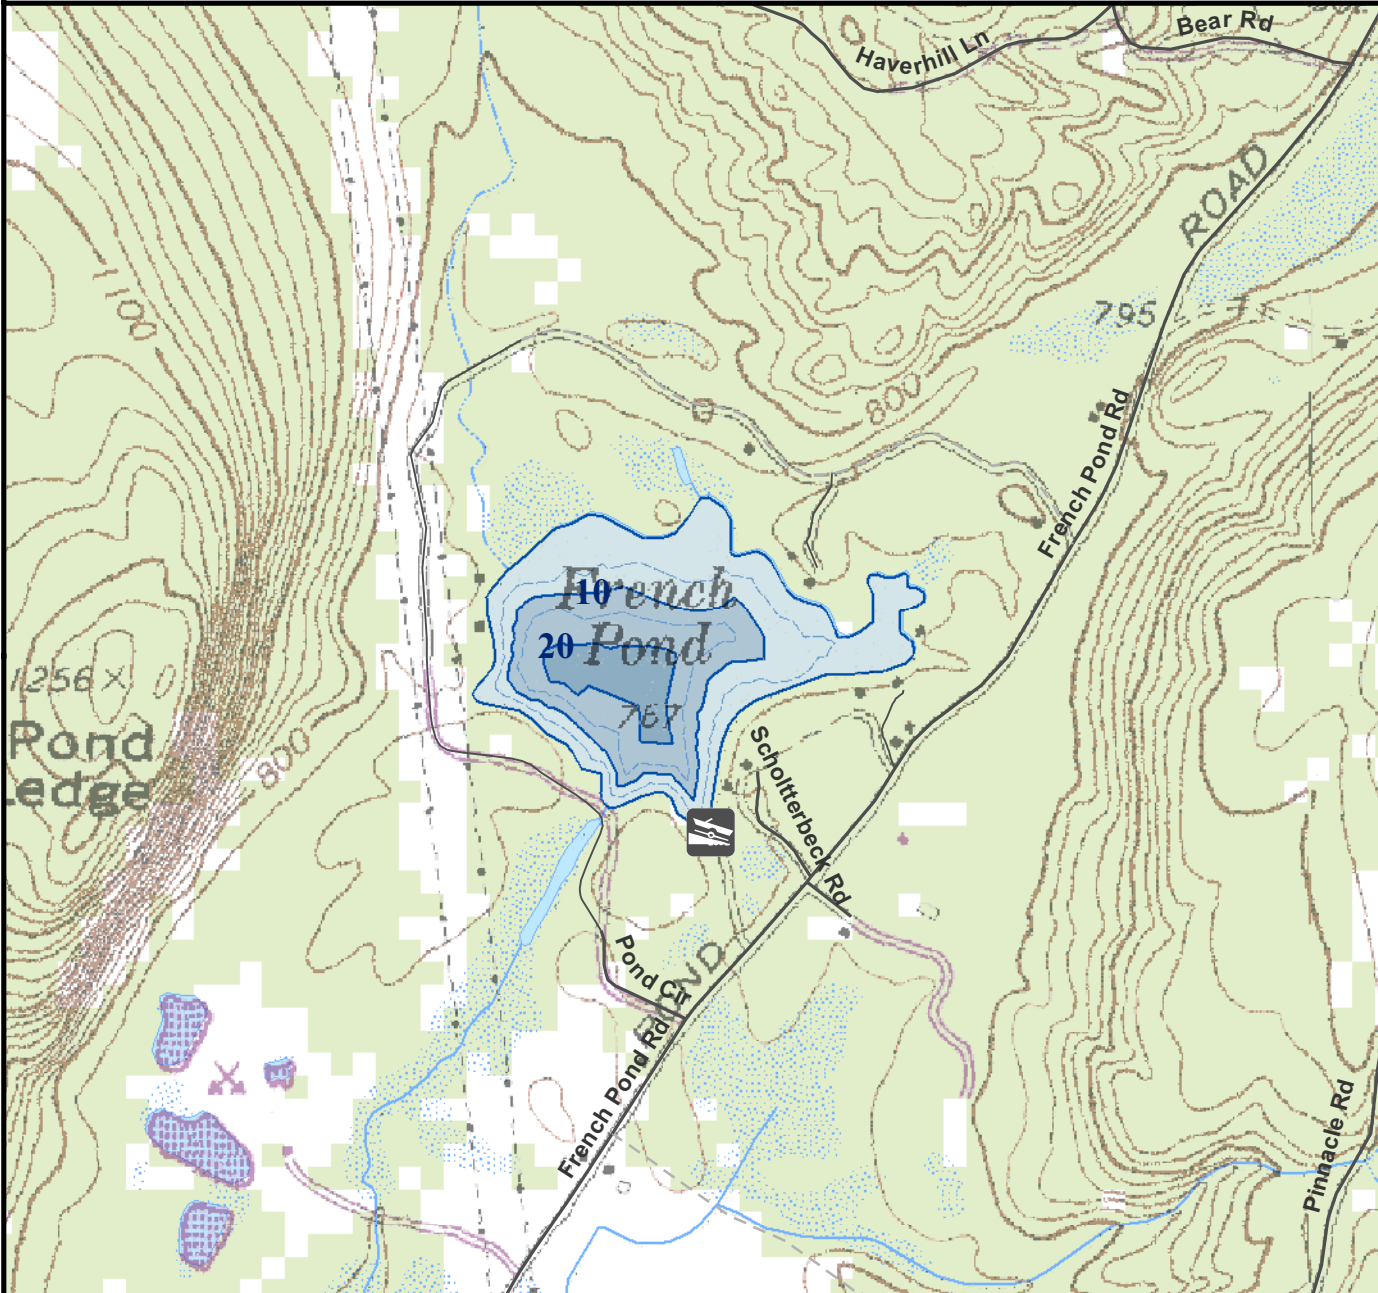 Bear Rd
Haverhill Ln
ROAD
1100
795
800
French Pond Rd
French
10
20
Pond
767
1256
Pond
Ledge
800
Scholtterbeck Rd
Pond Cir
POND
French Pond Rd
Pinnacle Rd